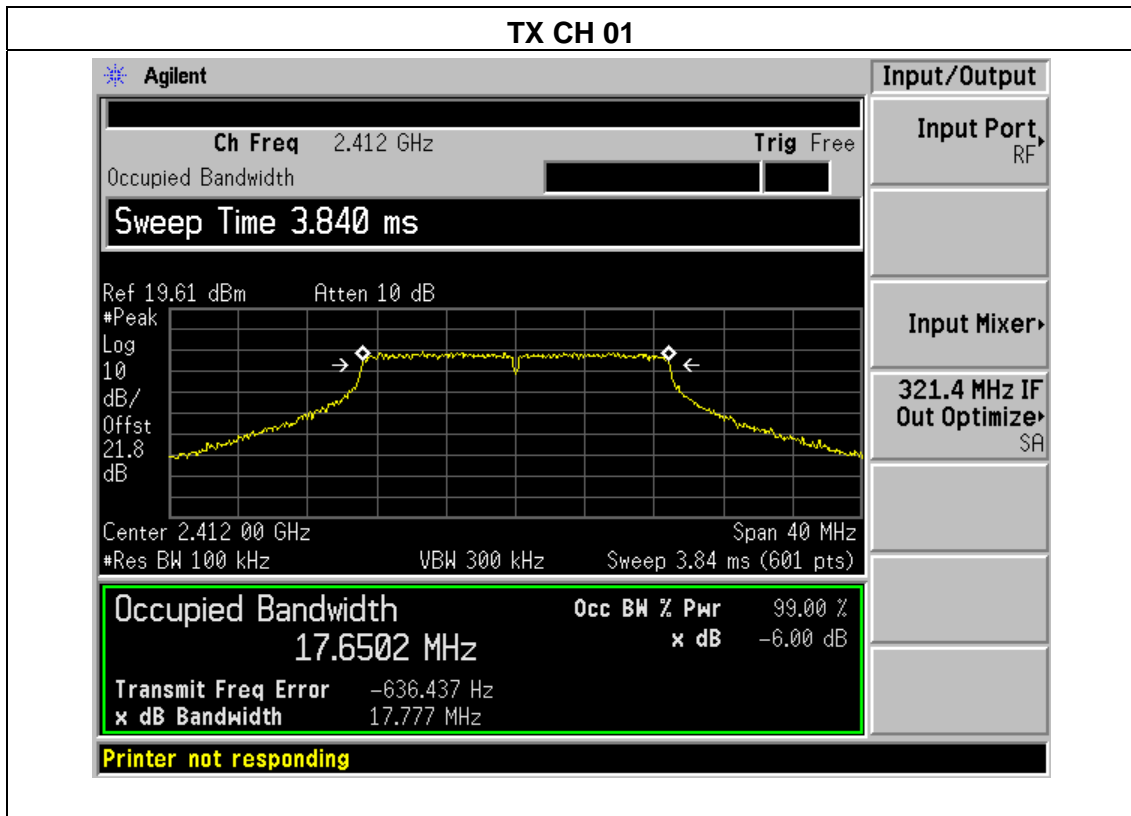 TX CH 01
Agilent
Input/Output
Ch Freq 2.412 GHz Trig Free
Occupied Bandwidth
Sweep Time 3.840 ms
Ref 19.61 dBm Atten 10 dB
#Peak
Log
10
dB/
Offst
21.8
dB
Center 2.412 00 GHz Span 40 MHz
#Res BW 100 kHz VBW 300 kHz Sweep 3.84 ms (601 pts)
Occupied Bandwidth Occ BW % Pwr 99.00 %
17.6502 MHz x dB -6.00 dB
Transmit Freq Error -636.437 Hz
x dB Bandwidth 17.777 MHz
Printer not responding
Input Port
RF
Input Mixer
321.4 MHz IF
Out Optimize
SA